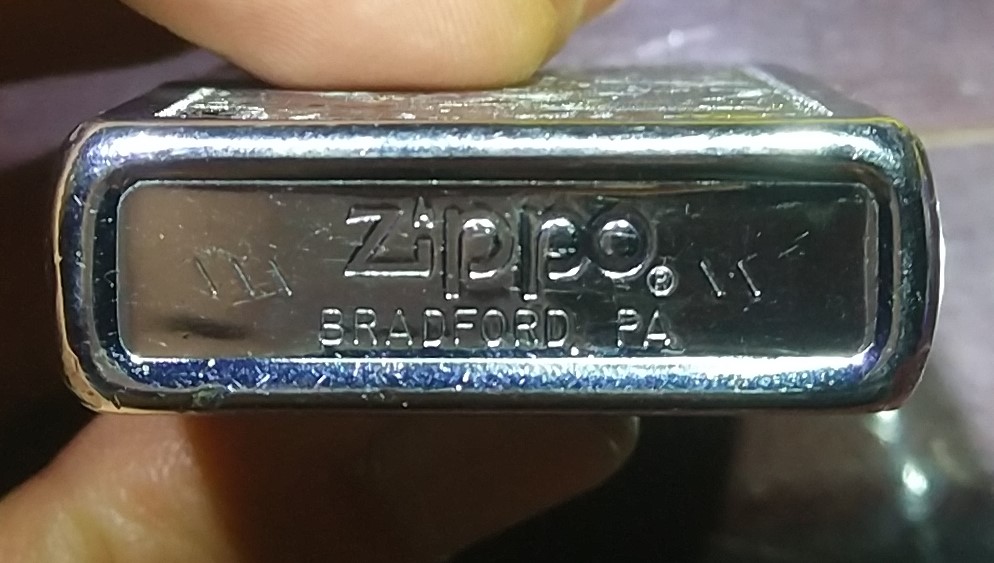 \\\ Zippo® \\
BRADFORD, PA.